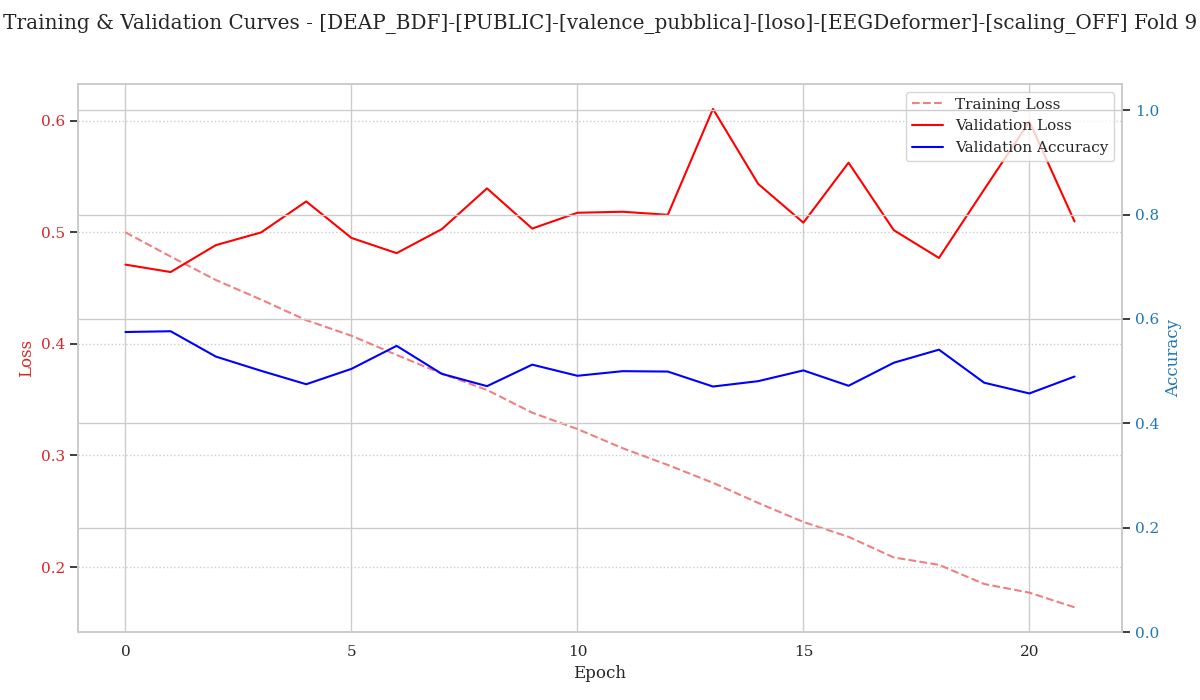 Training & Validation Curves - [DEAP_BDF]-[PUBLIC]-[valence_pubblica]-[loso]-[EEGDeformer]-[scaling_OFF] Fold 9
Training Loss
Validation Loss
Validation Accuracy
0.6
0.5
0.4
0.3
0.2
Loss
1.0
0.8
0.6
0.4
0.2
0.0
Accuracy
0
5
10
15
20
Epoch